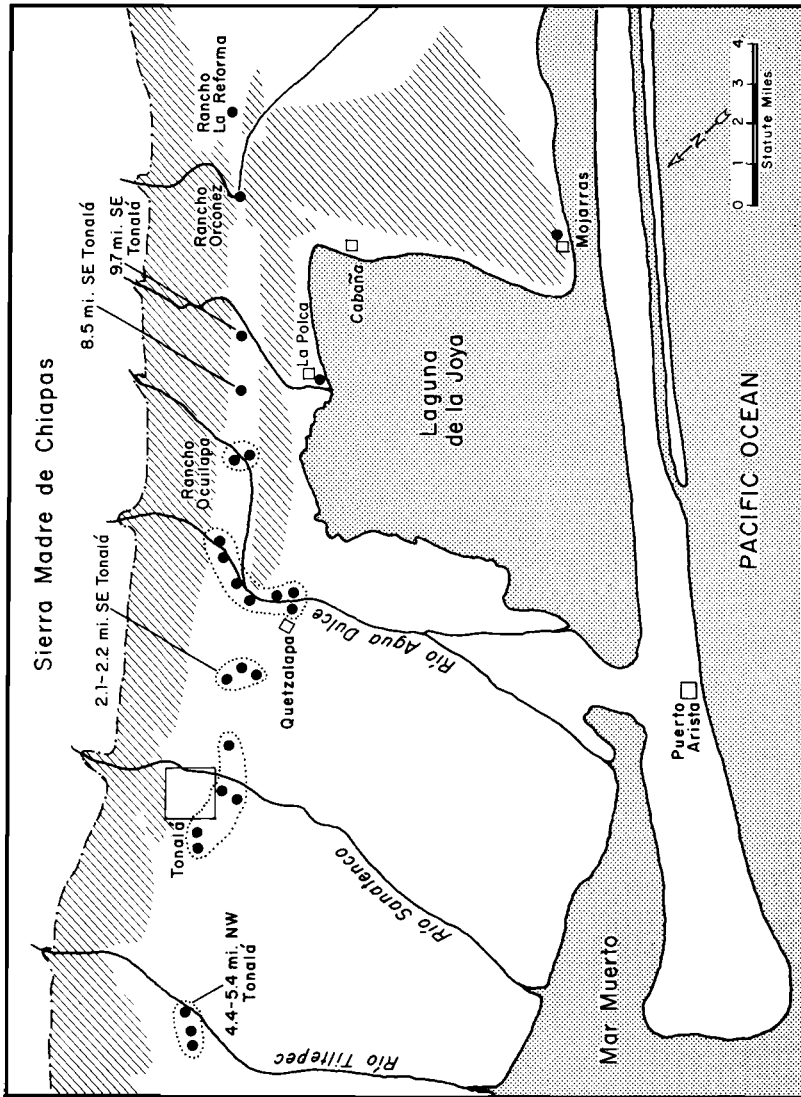 Sierra Madre de Chiapas
4.4-5.4 mi. NW
Tonalá
Tonalá
2.1-2.2 mi. SE Tonalá
Quetzalapa
Rancho
Ocuilapa
8.5 mi. SE Tonalá
9.7 mi. SE
Tonalá
Rancho
Orconez
Rancho
La Reforma
La Polca
Cabaña
Mojarras
Río Tiltepec
Río Sanatenco
Río Agua Dulce
Laguna
de la Joya
Mar Muerto
Puerto
Arista
PACIFIC OCEAN
N
0 1 2 3 4
Statute Miles